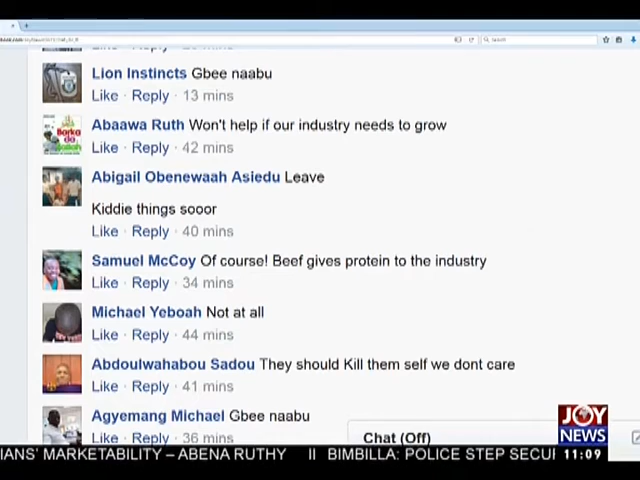 Lion Instincts Gbee naabu
Like · Reply · 13 mins
Abaawa Ruth Won't help if our industry needs to grow
Like · Reply · 42 mins
Abigail Obenewaah Asiedu Leave
Kiddie things sooor
Like · Reply · 40 mins
Samuel McCoy Of course! Beef gives protein to the industry
Like · Reply · 34 mins
Michael Yeboah Not at all
Like · Reply · 44 mins
Abdoulwahabou Sadou They should Kill them self we dont care
Like · Reply · 41 mins
Agyemang Michael Gbee naabu
Like · Reply · 36 mins
Chat (Off)
JOY
NEWS
IANS' MARKETABILITY – ABENA RUTHY II BIMBILLA: POLICE STEP SECU
11:09